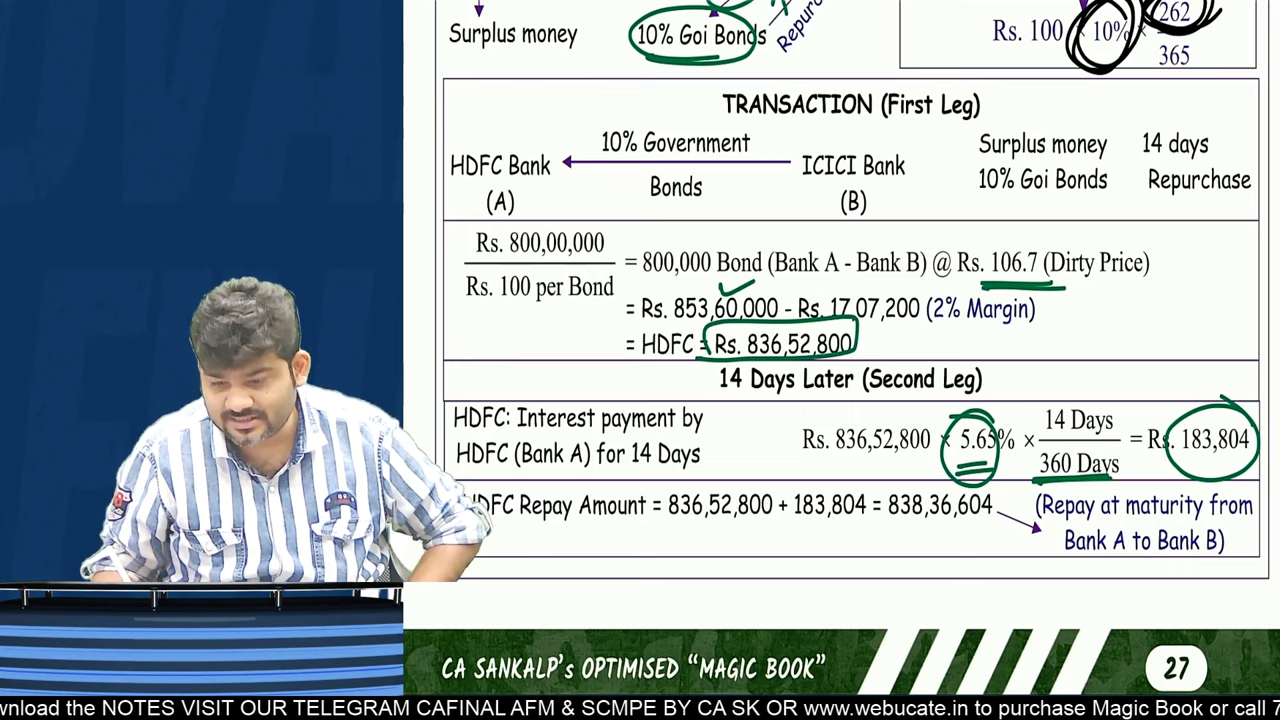 Surplus money
10% Goi Bonds
Rs. 100 × 10% × 262
365
TRANSACTION (First Leg)
10% Government
HDFC Bank
ICICI Bank
Bonds
(A)
(B)
Surplus money 14 days
10% Goi Bonds Repurchase
Rs. 800,00,000
Rs. 100 per Bond
= 800,000 Bond (Bank A - Bank B) @ Rs. 106.7 (Dirty Price)
= Rs. 853,60,000 - Rs. 17,07,200 (2% Margin)
= HDFC = Rs. 836,52,800
14 Days Later (Second Leg)
HDFC: Interest payment by
HDFC (Bank A) for 14 Days
Rs. 836,52,800 × 5.65% × 14 Days = Rs. 183,804
360 Days
HDFC Repay Amount = 836,52,800 + 183,804 = 838,36,604
(Repay at maturity from
Bank A to Bank B)
CA SANKALP's OPTIMISED "MAGIC BOOK"
27
the NOTES VISIT OUR TELEGRAM CAFINAL AFM & SCMPE BY CA SK OR www.webucate.in to purchase Magic Book or call 7